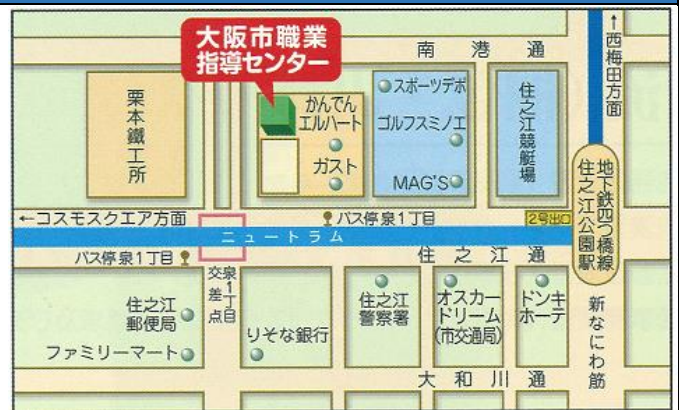 大阪市職業
指導センター
南港通
↑西梅田方面
栗本鐵工所
かんでん
エルハート
ガスト
スポーツデポ
ゴルフスミノエ
MAG'S
住之江競艇場
地下鉄四つ橋線
住之江公園駅
←コスモスクエア方面
バス停泉1丁目
2号出口
ニュートラム
バス停泉1丁目
住之江通
泉1丁目
交差点
住之江
郵便局
ファミリーマート
りそな銀行
住之江
警察署
オスカー
ドリーム
(市交通局)
ドンキ
ホーテ
新なにわ筋
大和川通